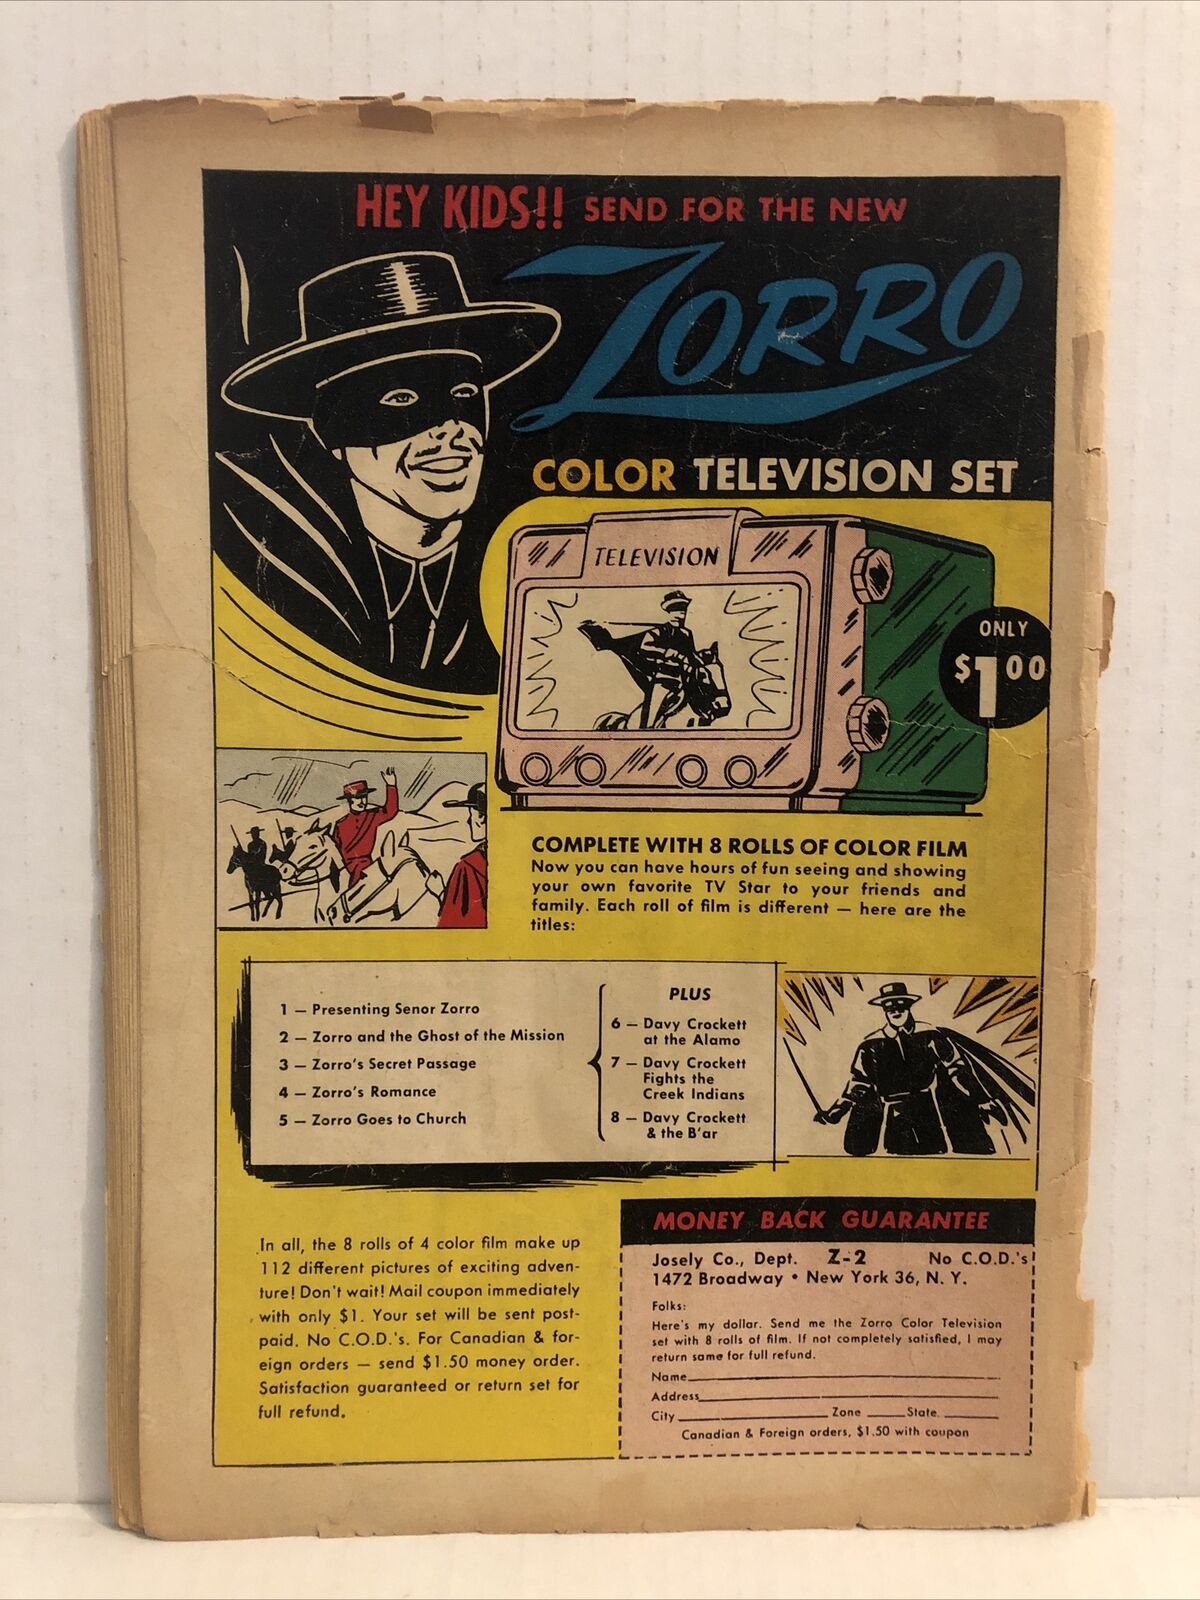 HEY KIDS!! SEND FOR THE NEW
ZORRO
COLOR TELEVISION SET
TELEVISION
ONLY
$1.00
COMPLETE WITH 8 ROLLS OF COLOR FILM
Now you can have hours of fun seeing and showing
your own favorite TV Star to your friends and
family. Each roll of film is different — here are the
titles:
1 — Presenting Senor Zorro
2 — Zorro and the Ghost of the Mission
3 — Zorro's Secret Passage
4 — Zorro's Romance
5 — Zorro Goes to Church
PLUS
6 — Davy Crockett
at the Alamo
7 — Davy Crockett
Fights the
Creek Indians
8 — Davy Crockett
& the B'ar
In all, the 8 rolls of 4 color film make up
112 different pictures of exciting adven-
ture! Don't wait! Mail coupon immediately
with only $1. Your set will be sent post-
paid. No C.O.D.'s. For Canadian & for-
eign orders — send $1.50 money order.
Satisfaction guaranteed or return set for
full refund.
MONEY BACK GUARANTEE
Josely Co., Dept. Z-2 No C.O.D.'s
1472 Broadway • New York 36, N. Y.
Folks:
Here's my dollar. Send me the Zorro Color Television
set with 8 rolls of film. If not completely satisfied, I may
return same for full refund.
Name
Address
City Zone State
Canadian & Foreign orders, $1.50 with coupon